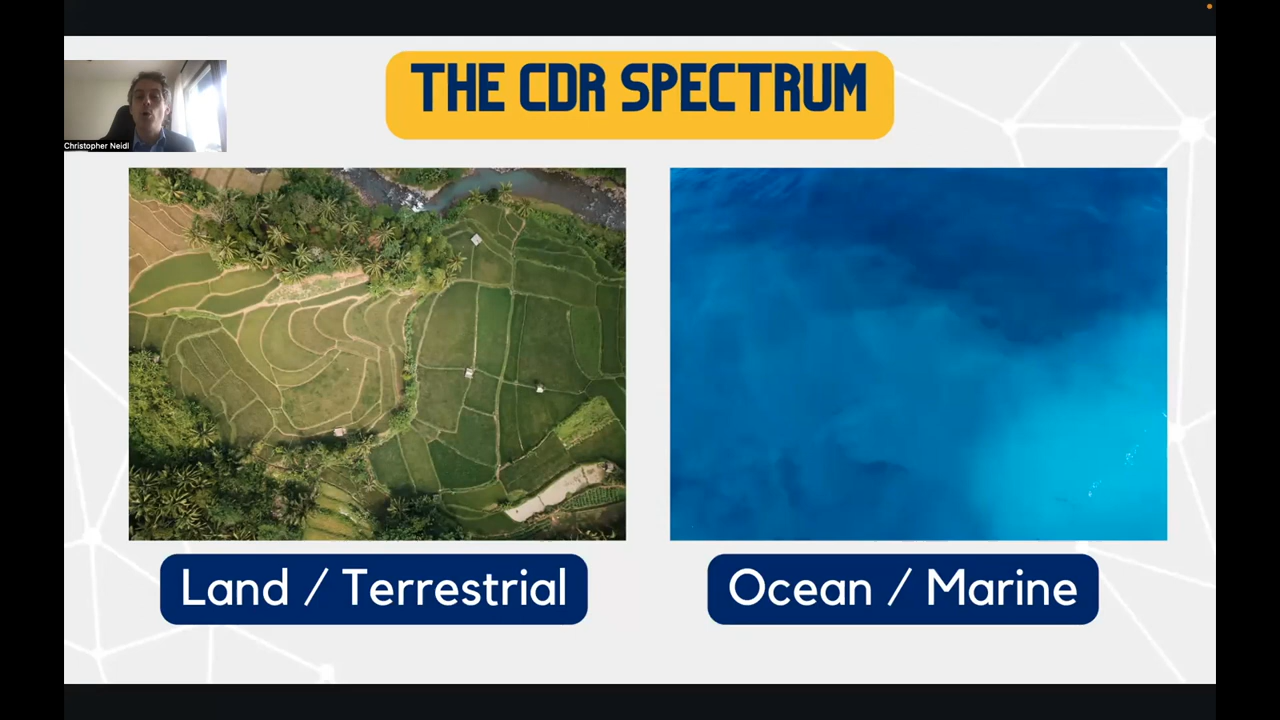 THE CDR SPECTRUM
Christopher Neidl
Land / Terrestrial
Ocean / Marine